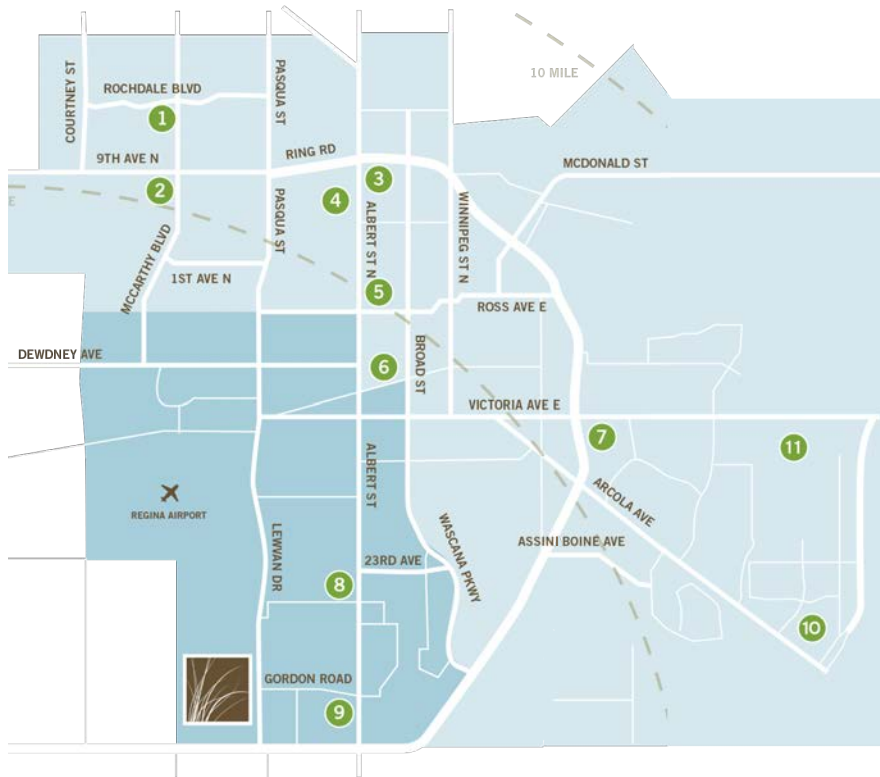 10 MILE
COURTNEY ST
PASQUA ST
ROCHDALE BLVD
1
RING RD
9TH AVE N
MCDONALD ST
3
2
4
E
PASQUA ST
ALBERT ST N
WINNIPEG ST N
MCCARTHY BLVD
1ST AVE N
5
ROSS AVE E
DEWDNEY AVE
6
BROAD ST
VICTORIA AVE E
7
11
ALBERT ST
ARCOLA AVE
REGINA AIRPORT
LEWVAN DR
WASCANA PKWY
ASSINI BOINE AVE
23RD AVE
8
10
GORDON ROAD
9